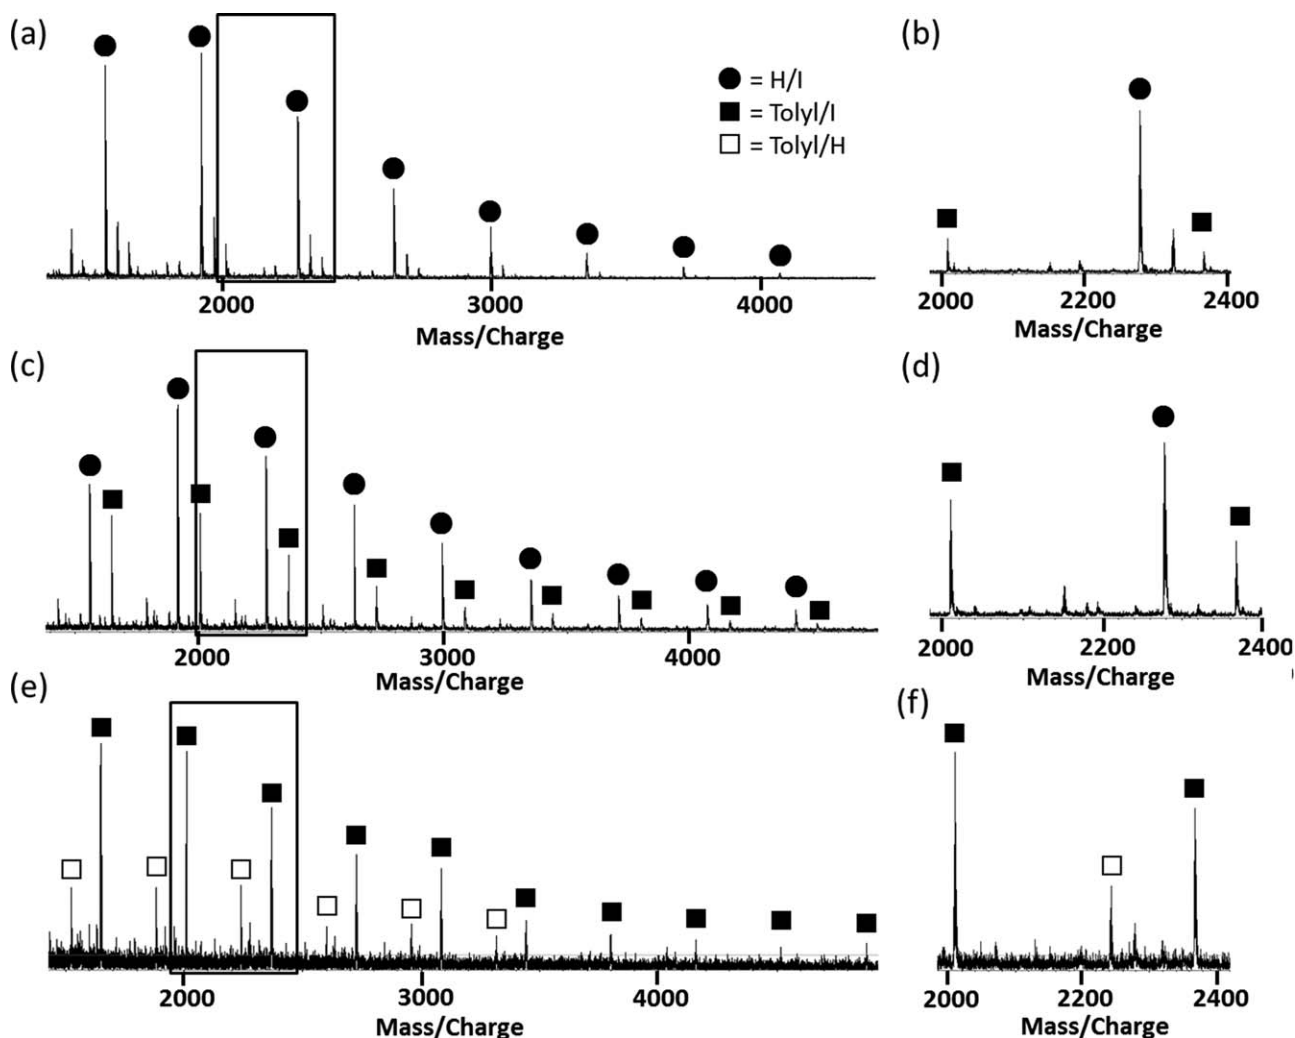 (a)
● = H/I
■ = Tolyl/I
□ = Tolyl/H
2000 3000 4000
Mass/Charge
(b)
2000 2200 2400
Mass/Charge
(c)
2000 3000 4000
Mass/Charge
(d)
2000 2200 2400
Mass/Charge
(e)
2000 3000 4000
Mass/Charge
(f)
2000 2200 2400
Mass/Charge